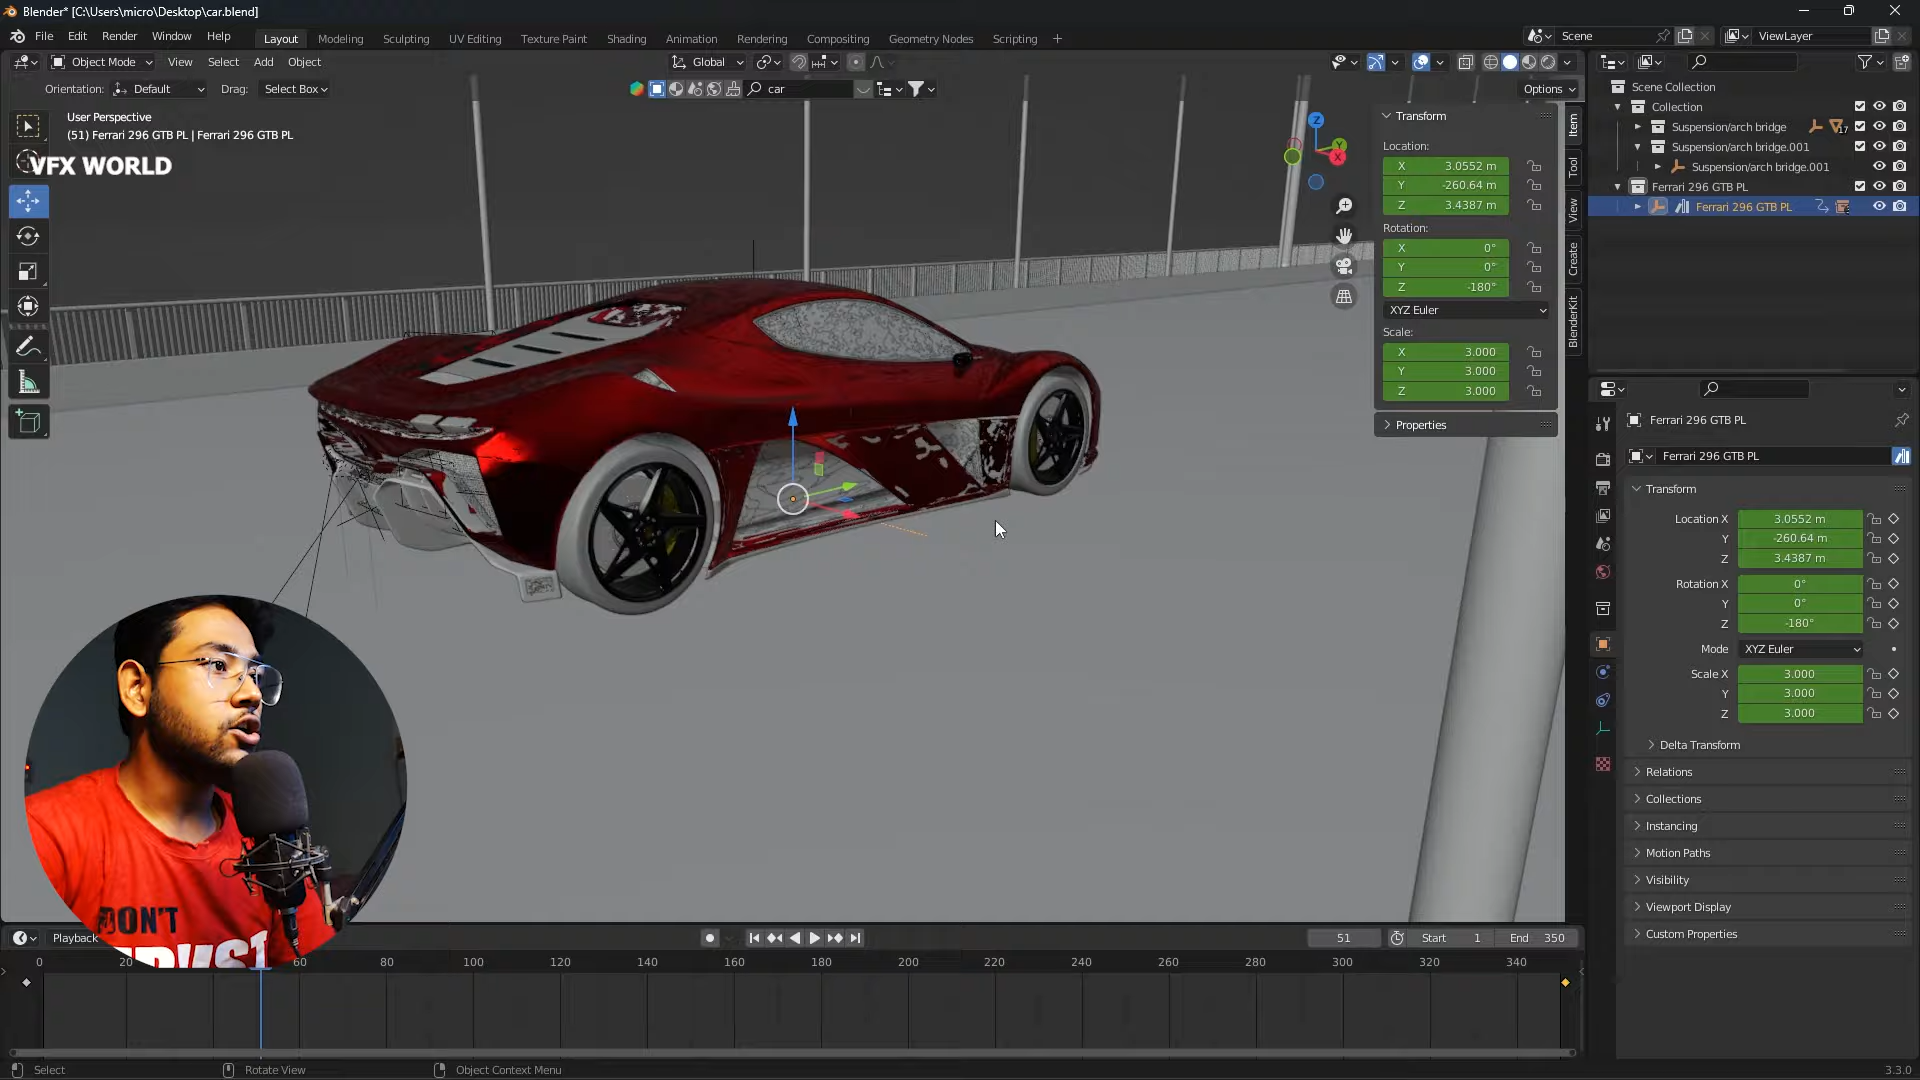 Blender* [C:\Users\micro\Desktop\car.blend]
File Edit Render Window Help
Layout Modeling Sculpting UV Editing Texture Paint Shading Animation Rendering Compositing Geometry Nodes Scripting +
Scene ViewLayer
Object Mode View Select Add Object
Global
Orientation: Default Drag: Select Box
car
Options
User Perspective
(51) Ferrari 296 GTB PL | Ferrari 296 GTB PL
VFX WORLD
Z
Y
X
Transform
Location:
X 3.0552 m
Y -260.64 m
Z 3.4387 m
Rotation:
X 0°
Y 0°
Z -180°
XYZ Euler
Scale:
X 3.000
Y 3.000
Z 3.000
Properties
Item
Tool
View
Create
BlenderKit
Scene Collection
Collection
Suspension/arch bridge 17
Suspension/arch bridge.001
Suspension/arch bridge.001
Ferrari 296 GTB PL
Ferrari 296 GTB PL
Ferrari 296 GTB PL
Ferrari 296 GTB PL
Transform
Location X 3.0552 m
Y -260.64 m
Z 3.4387 m
Rotation X 0°
Y 0°
Z -180°
Mode XYZ Euler
Scale X 3.000
Y 3.000
Z 3.000
Delta Transform
Relations
Collections
Instancing
Motion Paths
Visibility
Viewport Display
Custom Properties
DON'T
Playback
51 Start 1 End 350
0 20 60 80 100 120 140 160 180 200 220 240 260 280 300 320 340
Select Rotate View Object Context Menu
3.3.0